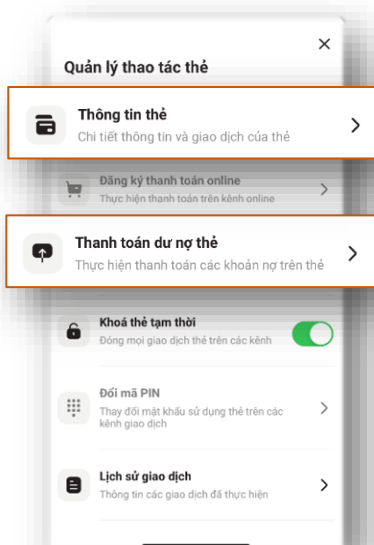 Quản lý thao tác thẻ
Thông tin thẻ
Chi tiết thông tin và giao dịch của thẻ
Đăng ký thanh toán online
Thực hiện thanh toán trên kênh online
Thanh toán dư nợ thẻ
Thực hiện thanh toán các khoản nợ trên thẻ
Khoá thẻ tạm thời
Đóng mọi giao dịch thẻ trên các kênh
Đổi mã PIN
Thay đổi mật khẩu sử dụng thẻ trên các
kênh giao dịch
Lịch sử giao dịch
Thông tin các giao dịch đã thực hiện